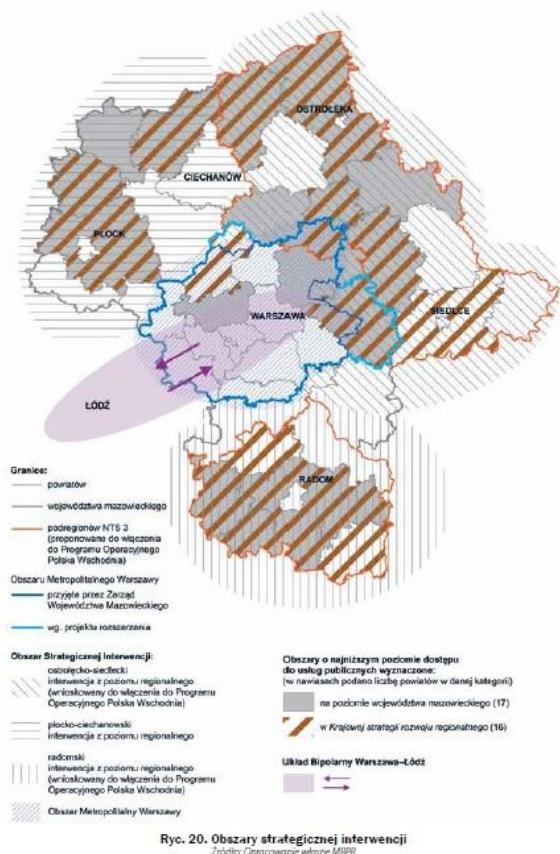 OSTROŁĘKA
CIECHANÓW
PŁOCK
WARSZAWA
SIEDLCE
ŁÓDŹ
RADOM
Granice:
powiatów
województwa mazowieckiego
podregionów NTS 3
(proponowane do włączenia
do Programu Operacyjnego
Polska Wschodnia)
Obszaru Metropolitalnego Warszawy
przyjęte przez Zarząd
Województwa Mazowieckiego
wg. projektu rozszerzenia
Obszar Strategicznej Interwencji:
ostrołęcko-siedlecki
interwencja z poziomu regionalnego
(wnioskowany do włączenia do Programu
Operacyjnego Polska Wschodnia)
płocko-ciechanowski
interwencja z poziomu regionalnego
radomski
interwencja z poziomu regionalnego
(wnioskowany do włączenia do Programu
Operacyjnego Polska Wschodnia)
Obszar Metropolitalny Warszawy
Obszary o najniższym poziomie dostępu
do usług publicznych wyznaczone:
(w nawiasach podano liczbę powiatów w danej kategorii)
na poziomie województwa mazowieckiego (17)
w Krajowej strategii rozwoju regionalnego (16)
Układ Bipolarny Warszawa–Łódź
Ryc. 20. Obszary strategicznej interwencji
Źródło: Opracowanie własne MBPR